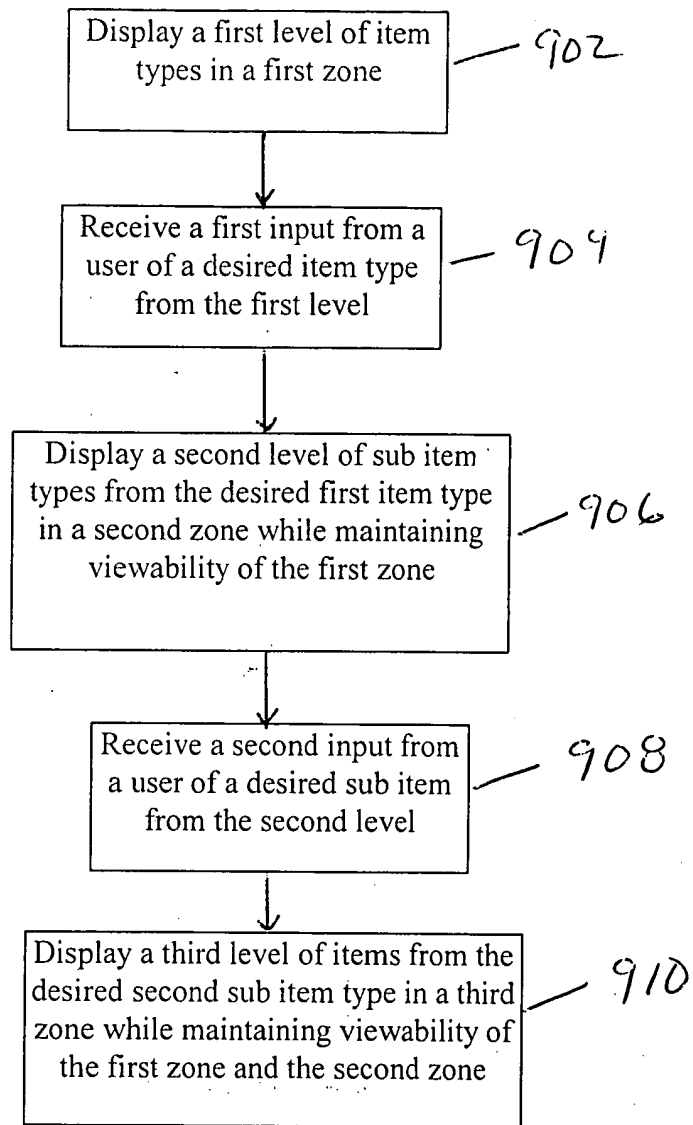 Display a first level of item
types in a first zone
902
Receive a first input from a
user of a desired item type
from the first level
904
Display a second level of sub item
types from the desired first item type
in a second zone while maintaining
viewability of the first zone
906
Receive a second input from
a user of a desired sub item
from the second level
908
Display a third level of items from the
desired second sub item type in a third
zone while maintaining viewability of
the first zone and the second zone
910